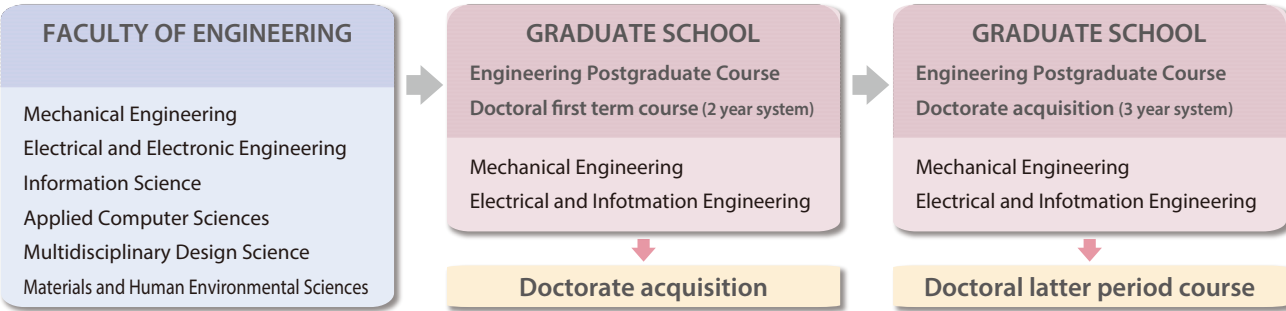 FACULTY OF ENGINEERING
Mechanical Engineering
Electrical and Electronic Engineering
Information Science
Applied Computer Sciences
Multidisciplinary Design Science
Materials and Human Environmental Sciences
GRADUATE SCHOOL
Engineering Postgraduate Course
Doctoral first term course (2 year system)
Mechanical Engineering
Electrical and Infotmation Engineering
Doctorate acquisition
GRADUATE SCHOOL
Engineering Postgraduate Course
Doctorate acquisition (3 year system)
Mechanical Engineering
Electrical and Infotmation Engineering
Doctoral latter period course